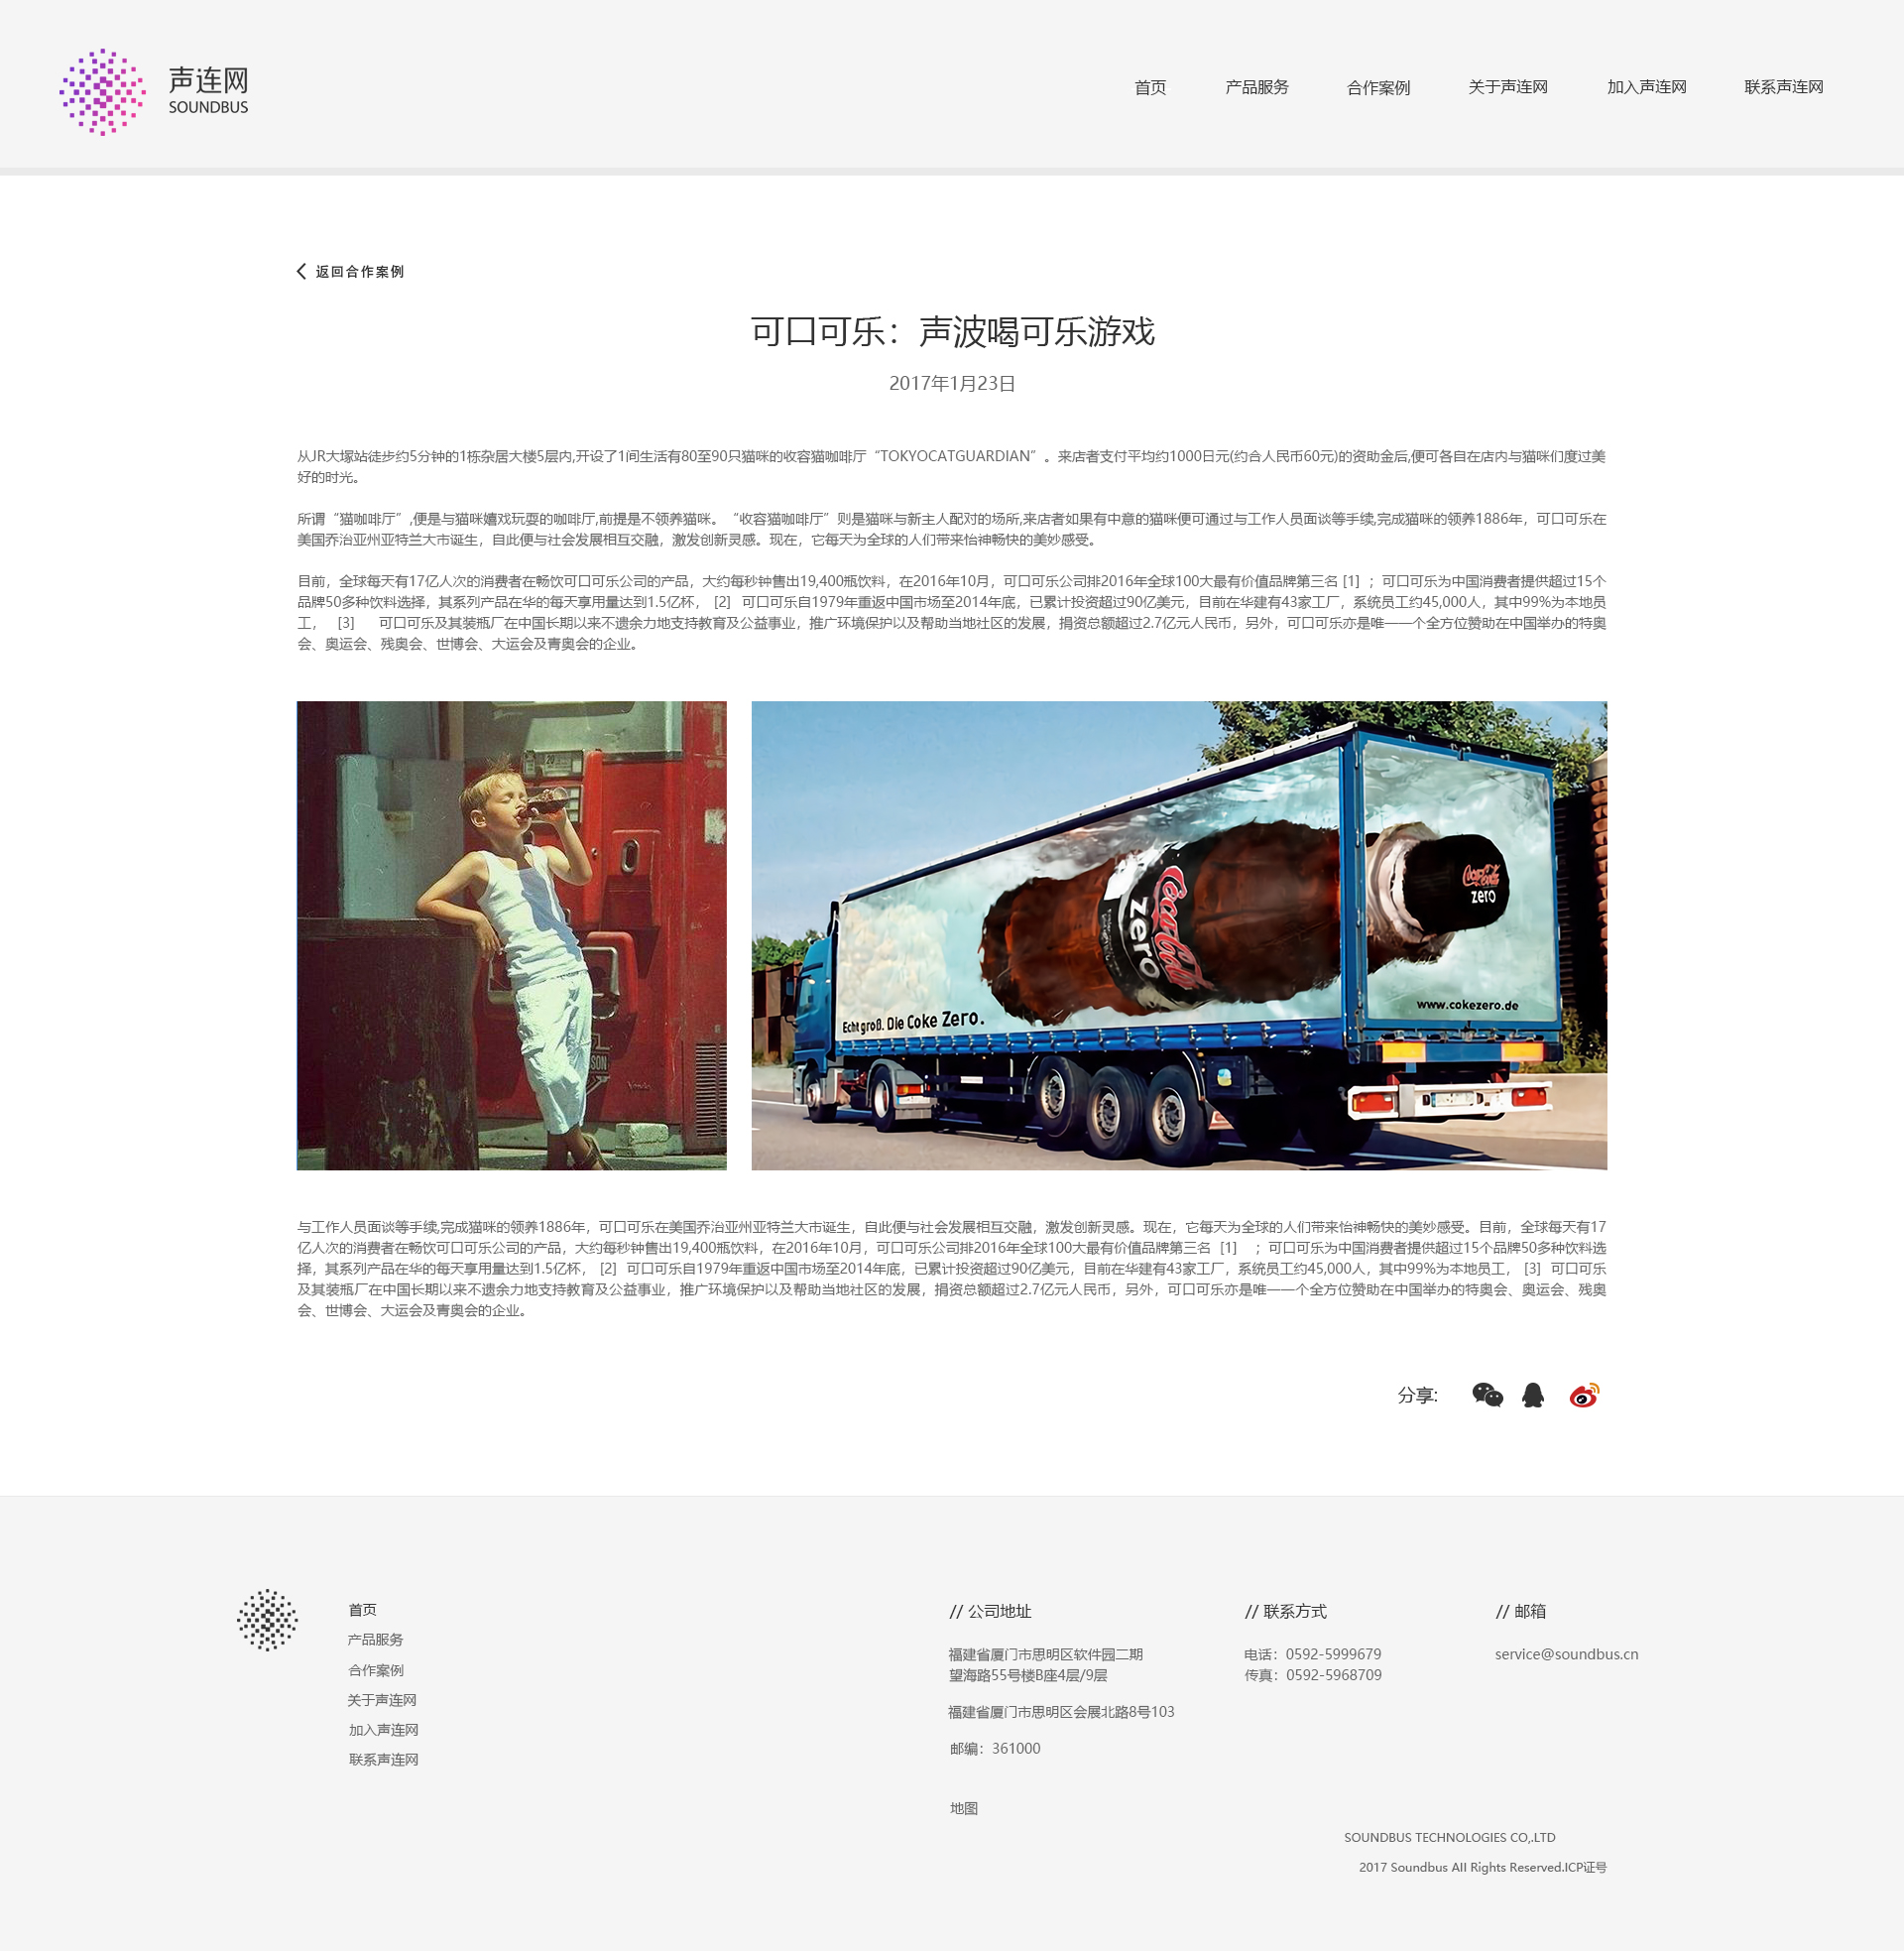 声连网
SOUNDBUS
首页 产品服务 合作案例 关于声连网 加入声连网 联系声连网
返回合作案例
可口可乐：声波喝可乐游戏
2017年1月23日
从JR大塚站徒步约5分钟的1栋杂居大楼5层内,开设了1间生活有80至90只猫咪的收容猫咖啡厅“TOKYOCATGUARDIAN”。来店者支付平均约1000日元(约合人民币60元)的资助金后,便可各自在店内与猫咪们度过美
好的时光。
所谓“猫咖啡厅”,便是与猫咪嬉戏玩耍的咖啡厅,前提是不领养猫咪。“收容猫咖啡厅”则是猫咪与新主人配对的场所,来店者如果有中意的猫咪便可通过与工作人员面谈等手续,完成猫咪的领养1886年，可口可乐在
美国乔治亚州亚特兰大市诞生，自此便与社会发展相互交融，激发创新灵感。现在，它每天为全球的人们带来怡神畅快的美妙感受。
目前，全球每天有17亿人次的消费者在畅饮可口可乐公司的产品，大约每秒钟售出19,400瓶饮料，在2016年10月，可口可乐公司排2016年全球100大最有价值品牌第三名 [1] ；可口可乐为中国消费者提供超过15个
品牌50多种饮料选择，其系列产品在华的每天享用量达到1.5亿杯， [2] 可口可乐自1979年重返中国市场至2014年底，已累计投资超过90亿美元，目前在华建有43家工厂，系统员工约45,000人，其中99%为本地员
工， [3] 可口可乐及其装瓶厂在中国长期以来不遗余力地支持教育及公益事业，推广环境保护以及帮助当地社区的发展，捐资总额超过2.7亿元人民币，另外，可口可乐亦是唯一一个全方位赞助在中国举办的特奥
会、奥运会、残奥会、世博会、大运会及青奥会的企业。
20
Coca-Cola
zero
Coca-Cola
zero
www.cokezero.de
Echt groß. Die Coke Zero.
与工作人员面谈等手续,完成猫咪的领养1886年，可口可乐在美国乔治亚州亚特兰大市诞生，自此便与社会发展相互交融，激发创新灵感。现在，它每天为全球的人们带来怡神畅快的美妙感受。目前，全球每天有17
亿人次的消费者在畅饮可口可乐公司的产品，大约每秒钟售出19,400瓶饮料，在2016年10月，可口可乐公司排2016年全球100大最有价值品牌第三名 [1] ；可口可乐为中国消费者提供超过15个品牌50多种饮料选
择，其系列产品在华的每天享用量达到1.5亿杯， [2] 可口可乐自1979年重返中国市场至2014年底，已累计投资超过90亿美元，目前在华建有43家工厂，系统员工约45,000人，其中99%为本地员工， [3] 可口可乐
及其装瓶厂在中国长期以来不遗余力地支持教育及公益事业，推广环境保护以及帮助当地社区的发展，捐资总额超过2.7亿元人民币，另外，可口可乐亦是唯一一个全方位赞助在中国举办的特奥会、奥运会、残奥
会、世博会、大运会及青奥会的企业。
分享:
首页
产品服务
合作案例
关于声连网
加入声连网
联系声连网
// 公司地址
福建省厦门市思明区软件园二期
望海路55号楼B座4层/9层
福建省厦门市思明区会展北路8号103
邮编：361000
地图
// 联系方式
电话：0592-5999679
传真：0592-5968709
// 邮箱
service@soundbus.cn
SOUNDBUS TECHNOLOGIES CO,.LTD
2017 Soundbus All Rights Reserved.ICP证号